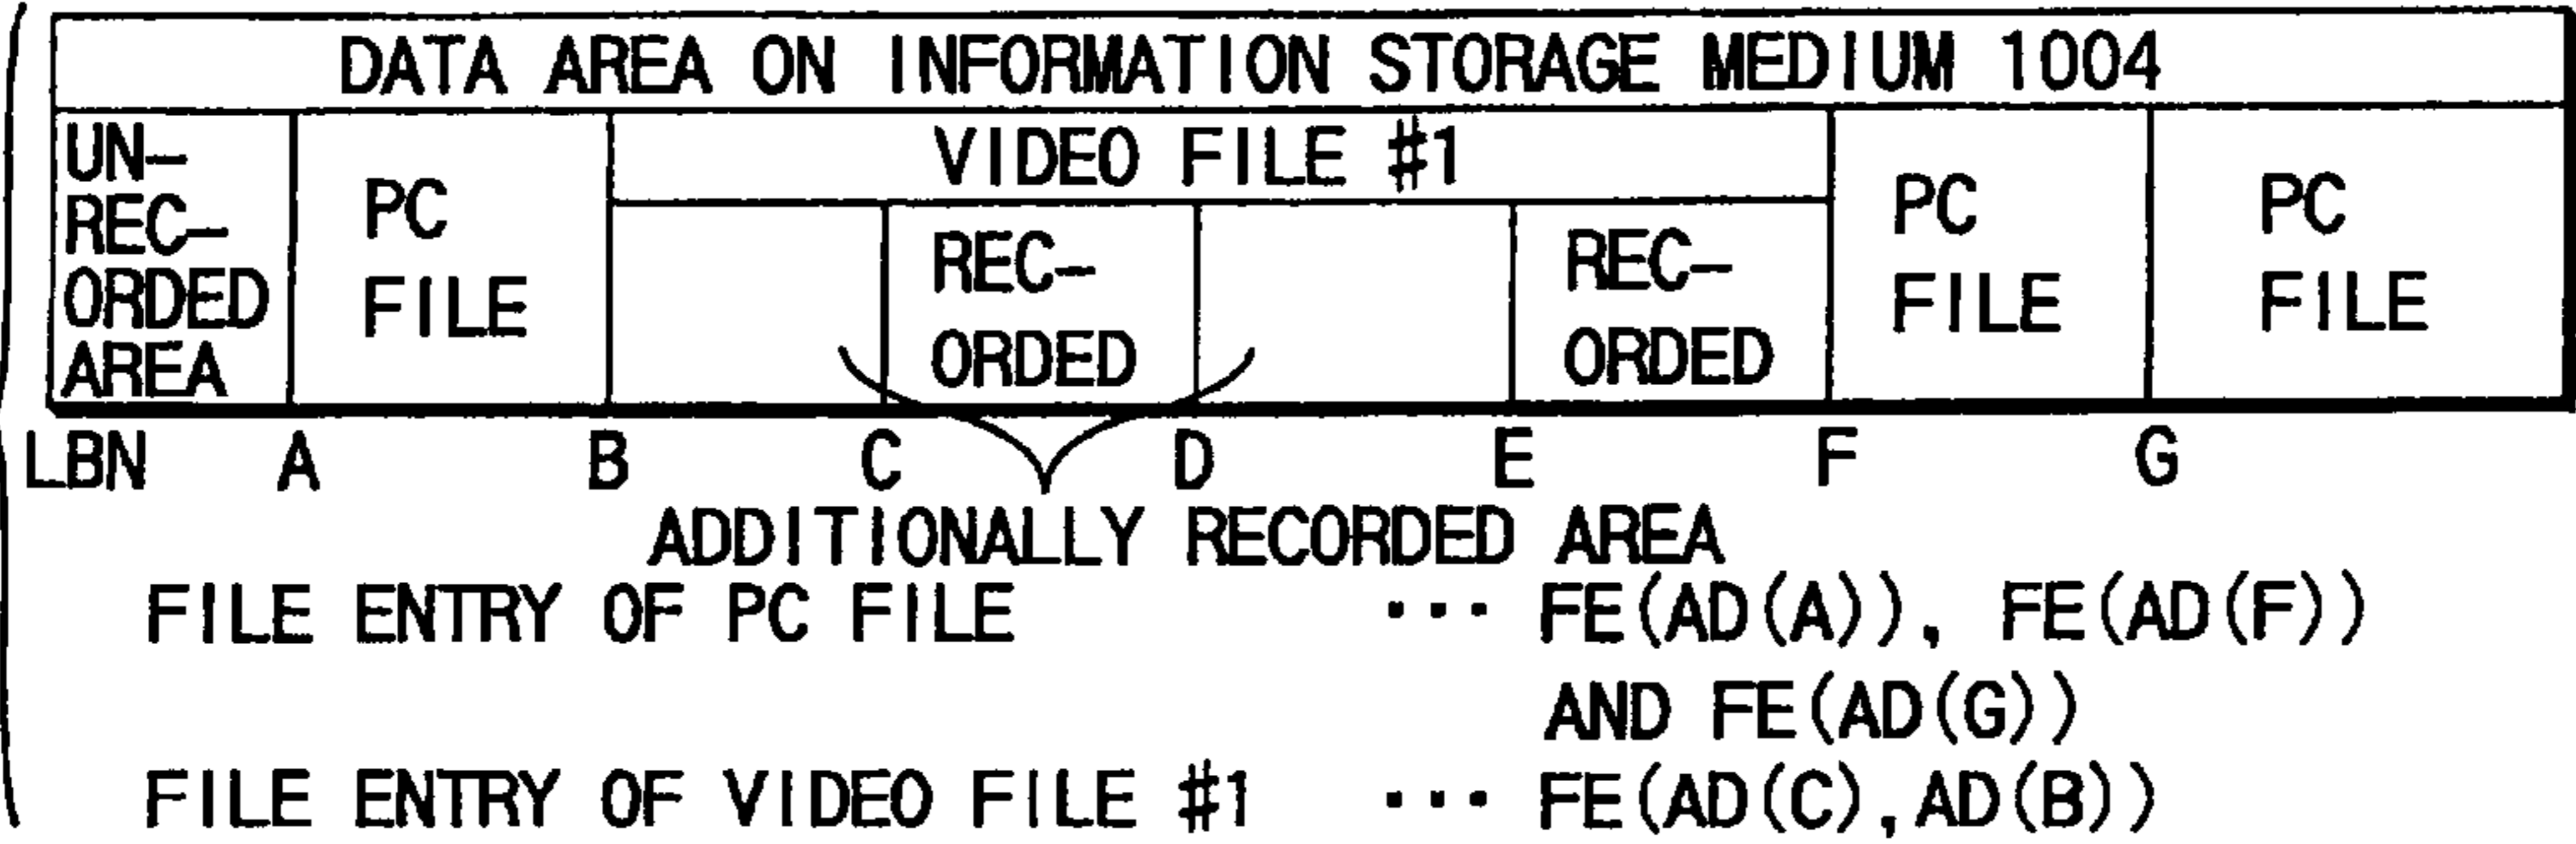 DATA AREA ON INFORMATION STORAGE MEDIUM 1004
UN-
REC-
ORDED
AREA
PC
FILE
VIDEO FILE #1
REC-
ORDED
REC-
ORDED
PC
FILE
PC
FILE
LBN A B C D E F G
ADDITIONALLY RECORDED AREA
FILE ENTRY OF PC FILE ··· FE(AD(A)), FE(AD(F))
AND FE(AD(G))
FILE ENTRY OF VIDEO FILE #1 ··· FE(AD(C),AD(B))